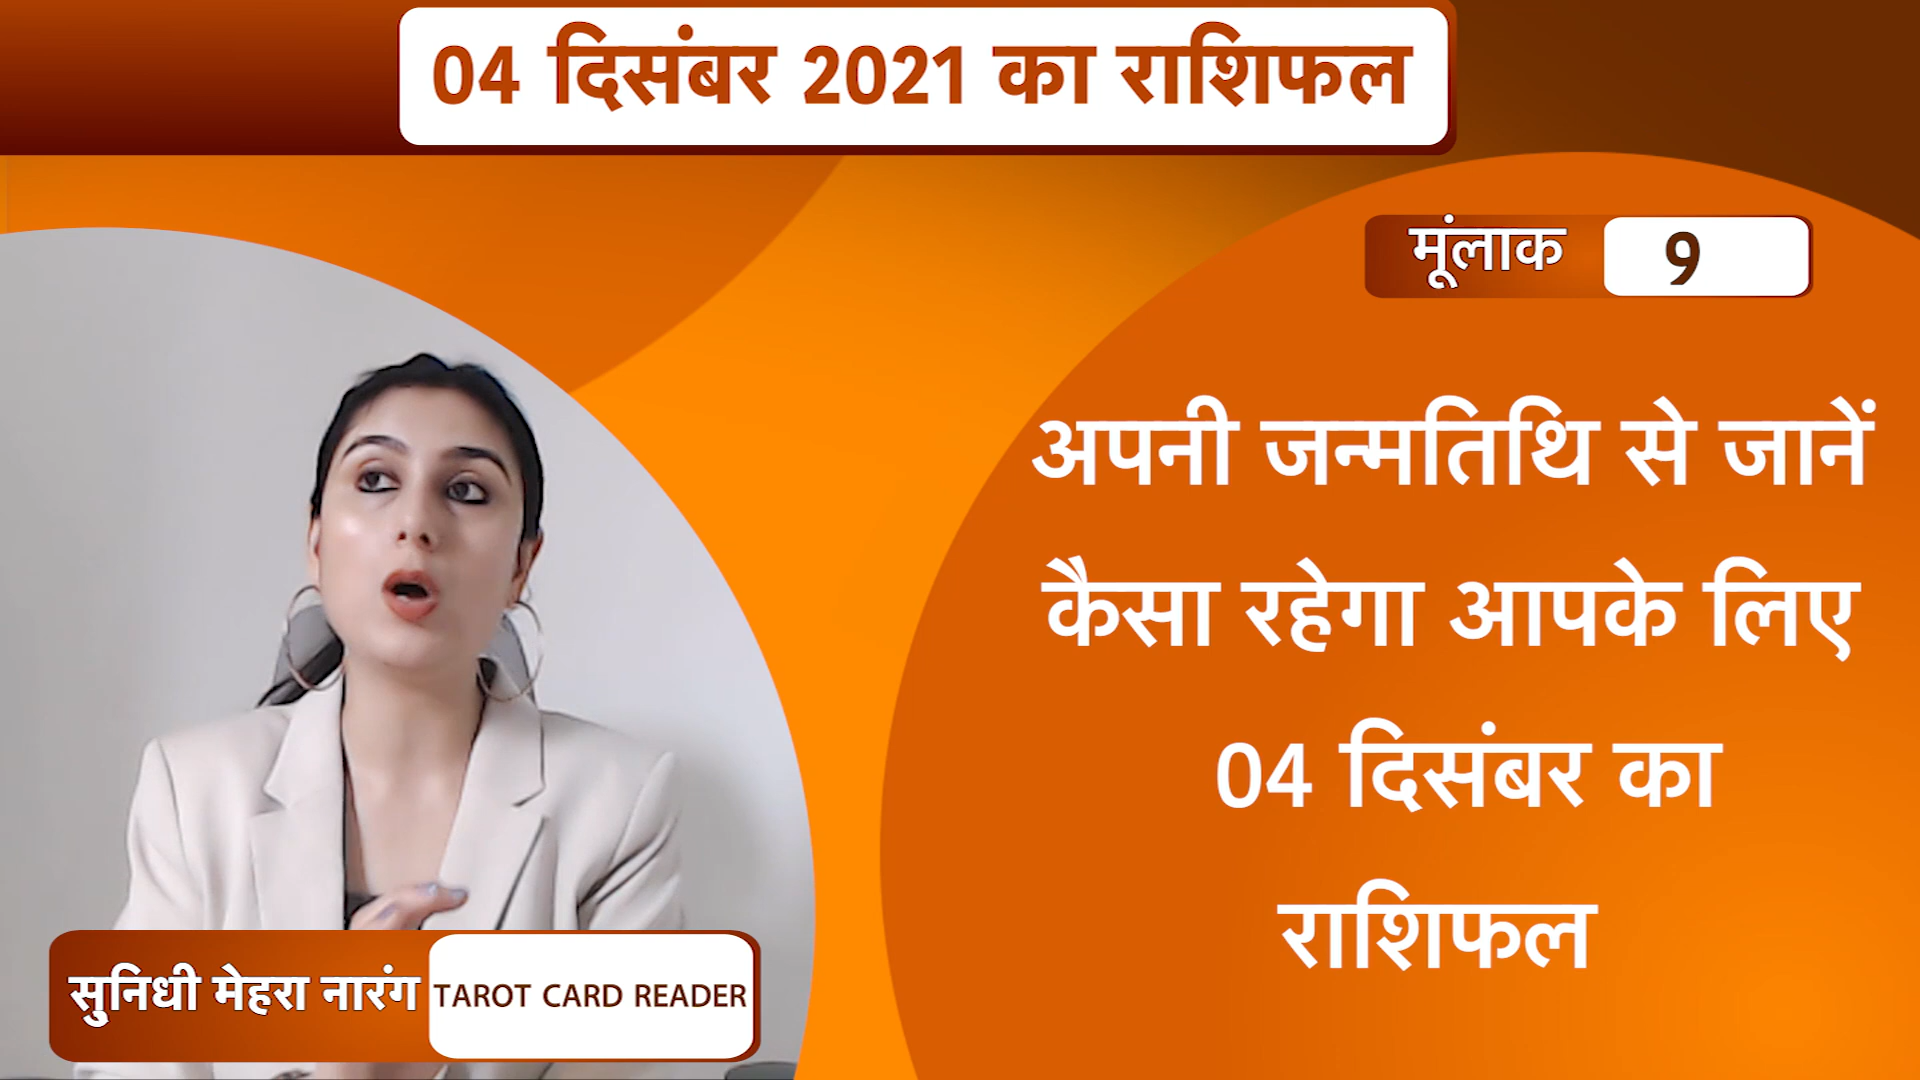 04 दिसंबर 2021 का राशिफल
मूंलाक 9
अपनी जन्मतिथि से जानें
कैसा रहेगा आपके लिए
04 दिसंबर का
राशिफल
सुनिधी मेहरा नारंग TAROT CARD READER